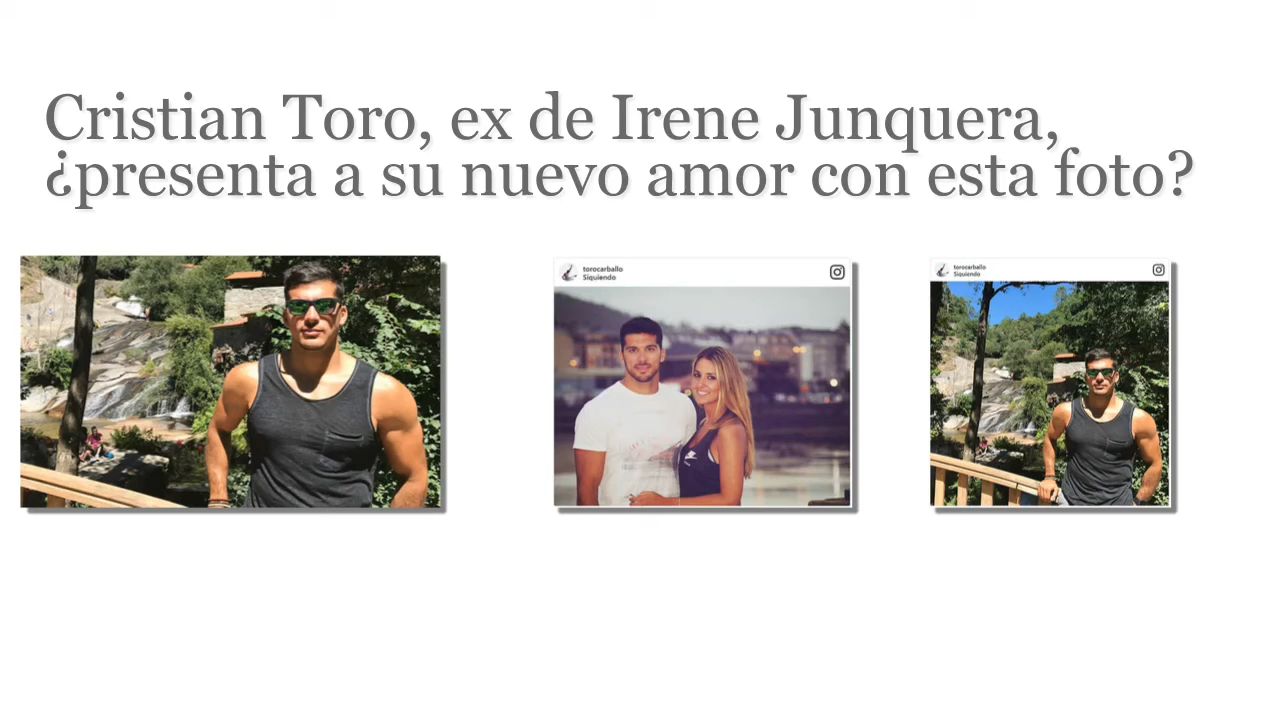 Cristian Toro, ex de Irene Junquera,
¿presenta a su nuevo amor con esta foto?
torocarballo
Siguiendo
torocarballo
Siguiendo